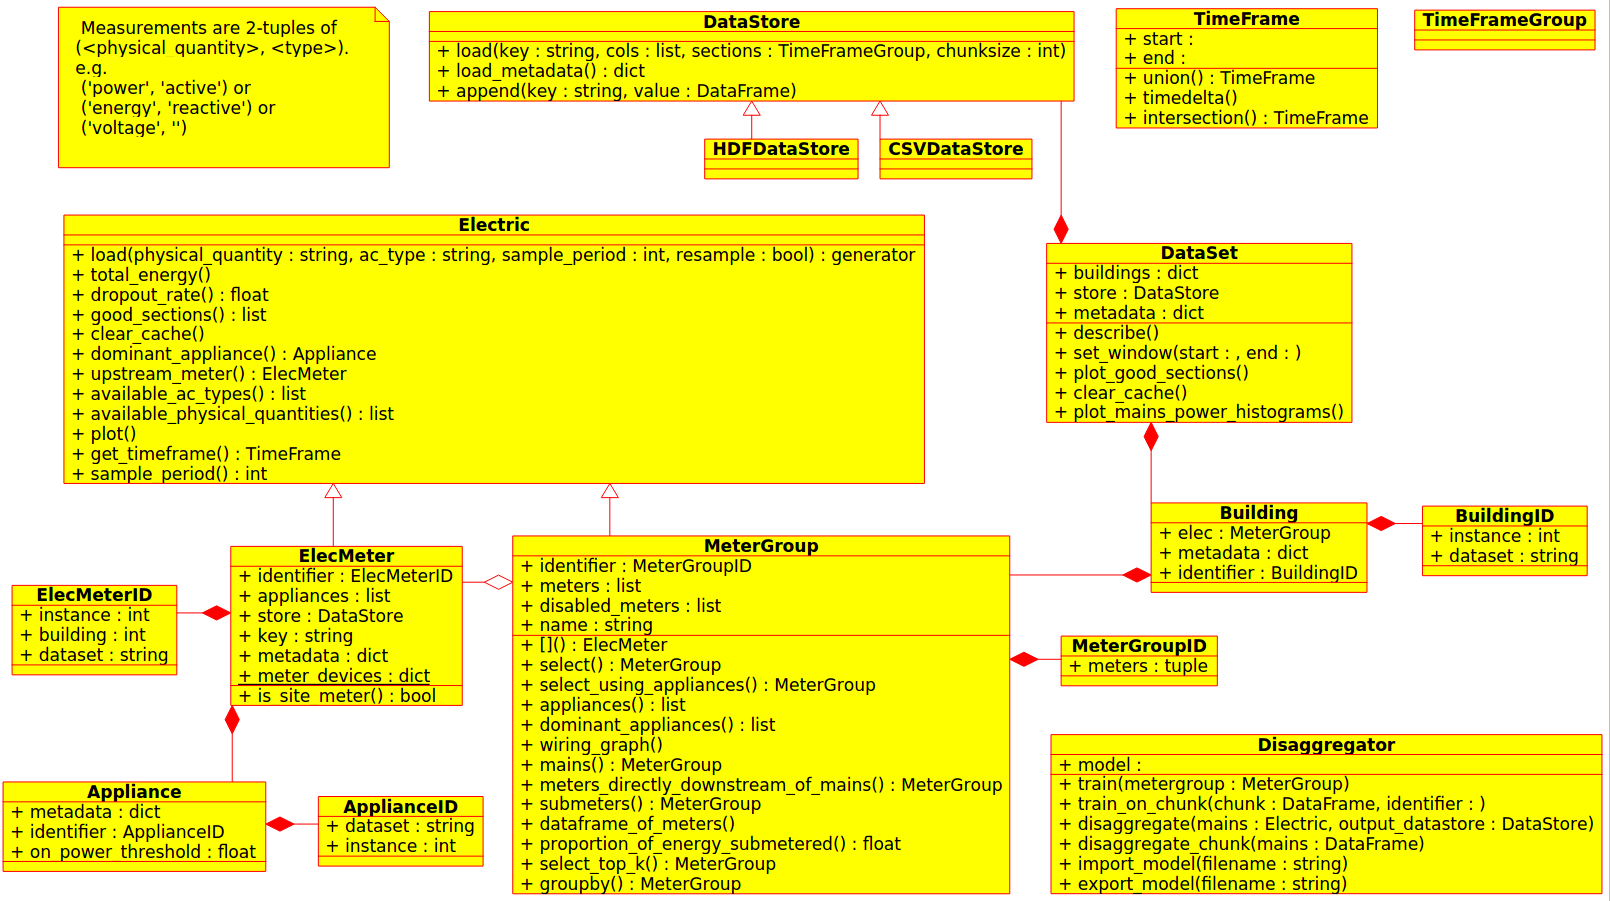 Measurements are 2-tuples of
(<physical_quantity>, <type>).
e.g.
('power', 'active') or
('energy', 'reactive') or
('voltage', '')
DataStore
+ load(key : string, cols : list, sections : TimeFrameGroup, chunksize : int)
+ load_metadata() : dict
+ append(key : string, value : DataFrame)
TimeFrame
+ start :
+ end :
+ union() : TimeFrame
+ timedelta()
+ intersection() : TimeFrame
TimeFrameGroup
HDFDataStore
CSVDataStore
Electric
+ load(physical_quantity : string, ac_type : string, sample_period : int, resample : bool) : generator
+ total_energy()
+ dropout_rate() : float
+ good_sections() : list
+ clear_cache()
+ dominant_appliance() : Appliance
+ upstream_meter() : ElecMeter
+ available_ac_types() : list
+ available_physical_quantities() : list
+ plot()
+ get_timeframe() : TimeFrame
+ sample_period() : int
DataSet
+ buildings : dict
+ store : DataStore
+ metadata : dict
+ describe()
+ set_window(start : , end : )
+ plot_good_sections()
+ clear_cache()
+ plot_mains_power_histograms()
Building
+ elec : MeterGroup
+ metadata : dict
+ identifier : BuildingID
BuildingID
+ instance : int
+ dataset : string
ElecMeterID
+ instance : int
+ building : int
+ dataset : string
ElecMeter
+ identifier : ElecMeterID
+ appliances : list
+ store : DataStore
+ key : string
+ metadata : dict
+ meter_devices : dict
+ is_site_meter() : bool
MeterGroup
+ identifier : MeterGroupID
+ meters : list
+ disabled_meters : list
+ name : string
+ []() : ElecMeter
+ select() : MeterGroup
+ select_using_appliances() : MeterGroup
+ appliances() : list
+ dominant_appliances() : list
+ wiring_graph()
+ mains() : MeterGroup
+ meters_directly_downstream_of_mains() : MeterGroup
+ submeters() : MeterGroup
+ dataframe_of_meters()
+ proportion_of_energy_submetered() : float
+ select_top_k() : MeterGroup
+ groupby() : MeterGroup
MeterGroupID
+ meters : tuple
Appliance
+ metadata : dict
+ identifier : ApplianceID
+ on_power_threshold : float
ApplianceID
+ dataset : string
+ instance : int
Disaggregator
+ model :
+ train(metergroup : MeterGroup)
+ train_on_chunk(chunk : DataFrame, identifier : )
+ disaggregate(mains : Electric, output_datastore : DataStore)
+ disaggregate_chunk(mains : DataFrame)
+ import_model(filename : string)
+ export_model(filename : string)